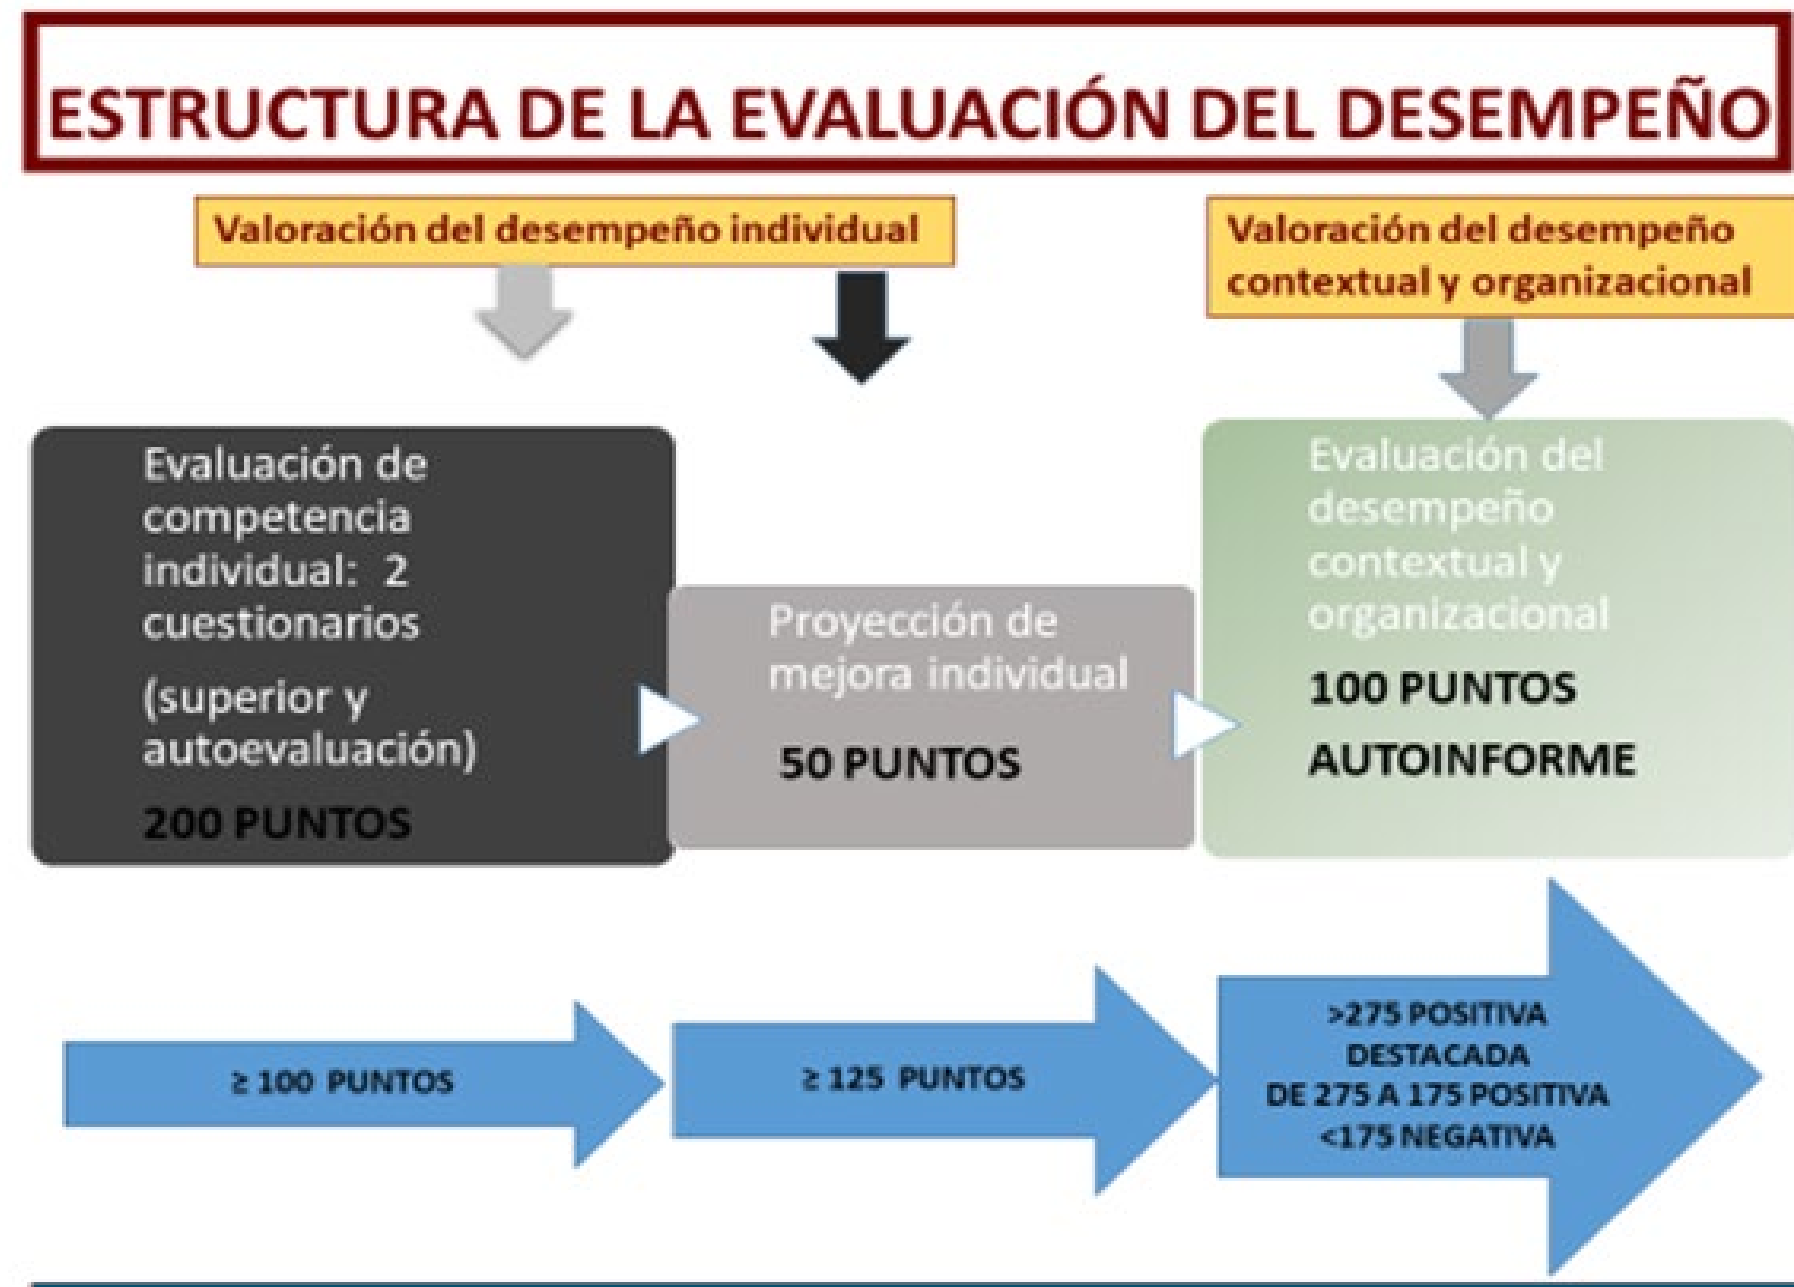 ESTRUCTURA DE LA EVALUACIÓN DEL DESEMPEÑO
Valoración del desempeño individual
Valoración del desempeño
contextual y organizacional
Evaluación de
competencia
individual: 2
cuestionarios
(superior y
autoevaluación)
200 PUNTOS
Proyección de
mejora individual
50 PUNTOS
Evaluación del
desempeño
contextual y
organizacional
100 PUNTOS
AUTOINFORME
≥ 100 PUNTOS
≥ 125 PUNTOS
>275 POSITIVA
DESTACADA
DE 275 A 175 POSITIVA
<175 NEGATIVA